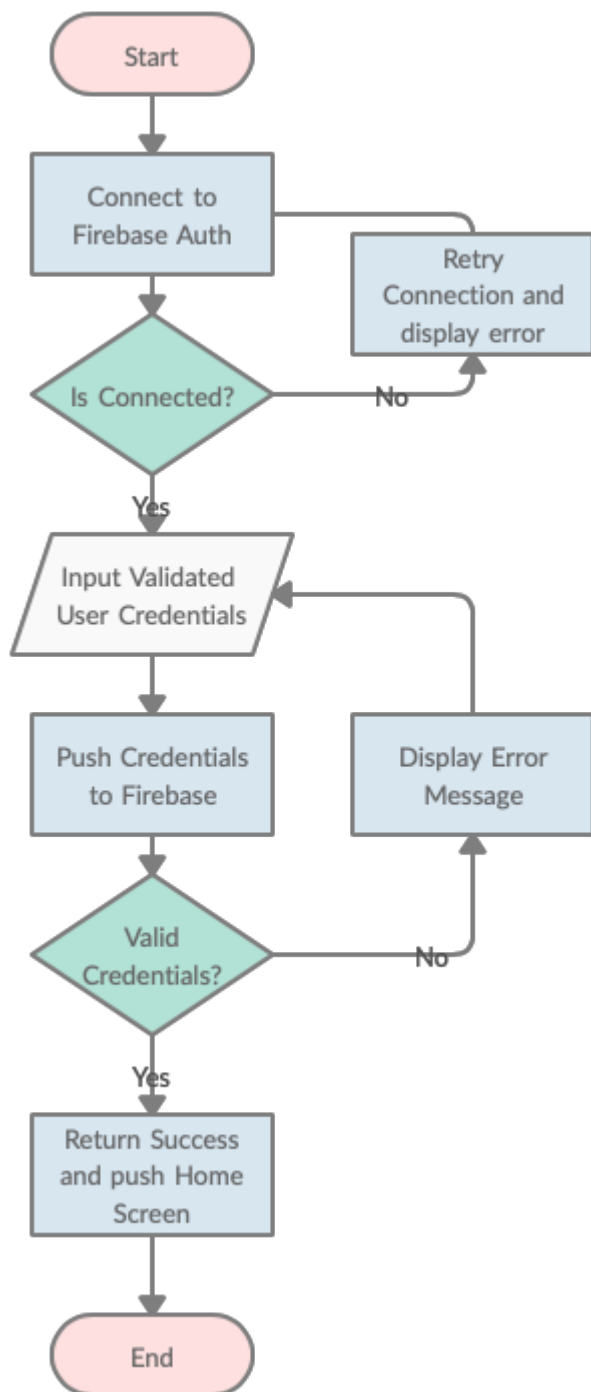 Start
Connect to
Firebase Auth
Retry
Connection and
display error
Is Connected?
No
Yes
Input Validated
User Credentials
Push Credentials
to Firebase
Display Error
Message
Valid
Credentials?
No
Yes
Return Success
and push Home
Screen
End